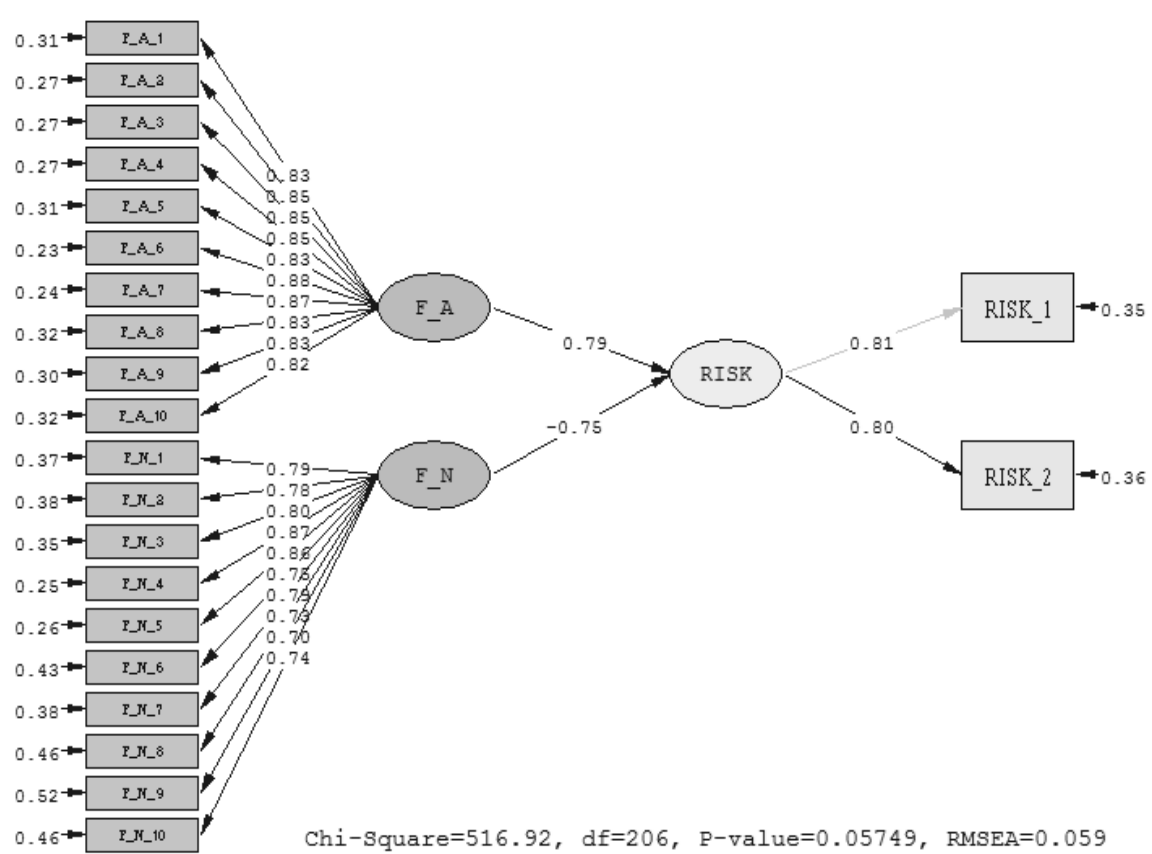 0.31 F_A_1
0.27 F_A_2
0.27 F_A_3
0.27 F_A_4
0.31 F_A_5
0.23 F_A_6
0.24 F_A_7
0.32 F_A_8
0.30 F_A_9
0.32 F_A_10
0.37 F_N_1
0.38 F_N_2
0.35 F_N_3
0.25 F_N_4
0.26 F_N_5
0.43 F_N_6
0.38 F_N_7
0.46 F_N_8
0.52 F_N_9
0.46 F_N_10
0.83
0.85
0.85
0.85
0.83
0.88
0.87
0.83
0.83
0.82
0.79
0.78
0.80
0.87
0.86
0.75
0.79
0.73
0.70
0.74
F_A
F_N
0.79
-0.75
RISK
0.81
0.80
RISK_1 0.35
RISK_2 0.36
Chi-Square=516.92, df=206, P-value=0.05749, RMSEA=0.059